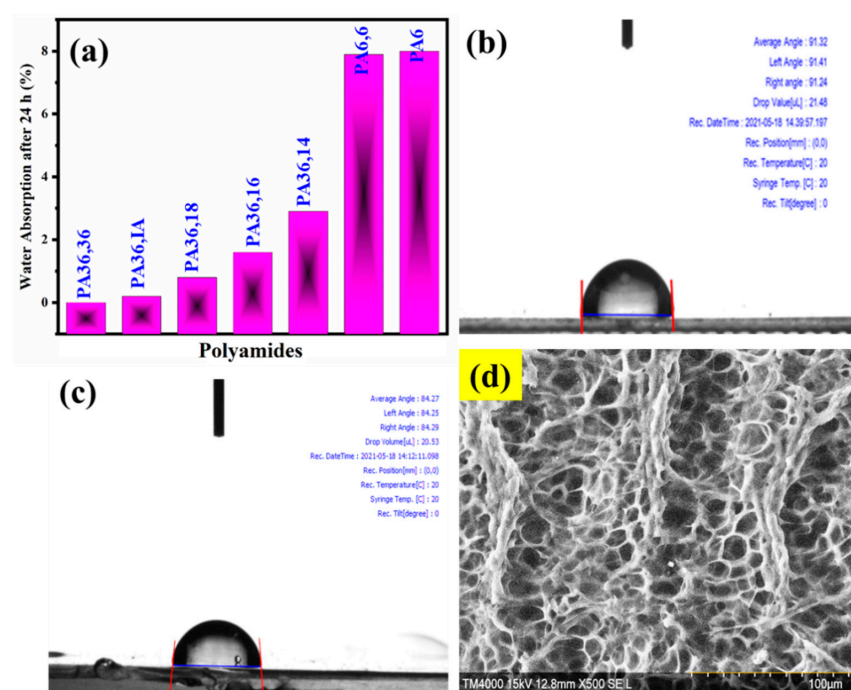 (a)
Water Absorption after 24 h (%)
8
6
4
2
0
PA36,36
PA36,IA
PA36,18
PA36,16
PA36,14
PA6,6
PA6
Polyamides
(b)
Average Angle : 91.32
Left Angle : 91.41
Right angle : 91.24
Drop Value[uL] : 21.48
Rec. DateTime : 2021-05-18 14:39:57.197
Rec. Position[mm] : (0,0)
Rec. Temperature[C] : 20
Syringe Temp. [C] : 20
Rec. Tilt[degree] : 0
(c)
Average Angle : 84.27
Left Angle : 84.25
Right Angle : 84.29
Drop Volume[uL] : 20.53
Rec. DateTime : 2021-05-18 14:12:11.098
Rec. Position[mm] : (0,0)
Rec. Temperature[C] : 20
Syringe Temp. [C] : 20
Rec. Tilt[degree] : 0
(d)
TM4000 15kV 12.8mm X500 SE L
100µm